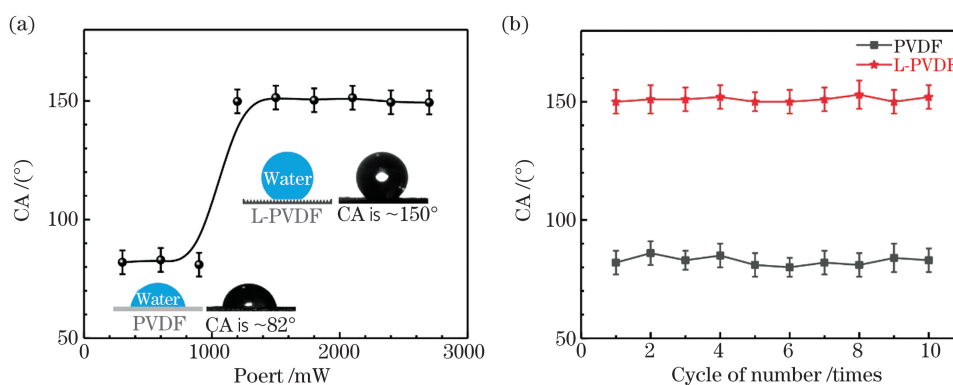 (a)
150
100
50
CA /(°)
Water
L-PVDF
CA is ~150°
Water
PVDF
CA is ~82°
0
1000
2000
3000
Poert /mW
(b)
PVDF
L-PVDF
150
100
50
CA /(°)
0
2
4
6
8
10
Cycle of number /times